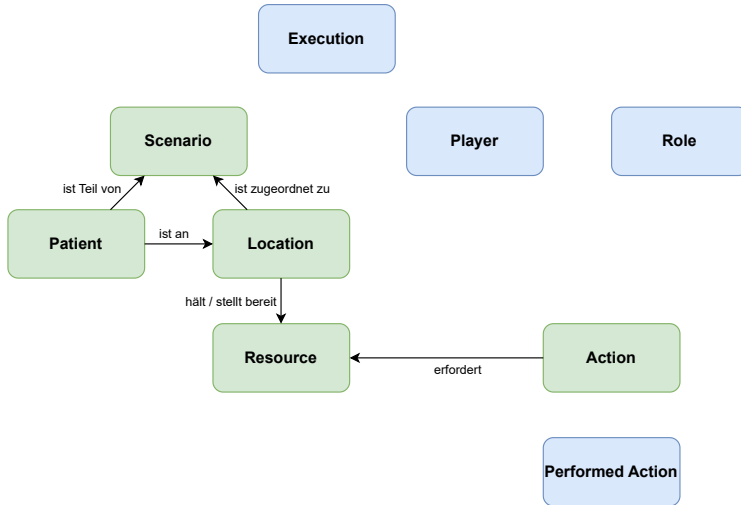 Execution
Scenario
Player
Role
ist Teil von
ist zugeordnet zu
Patient
ist an
Location
hält / stellt bereit
Resource
erfordert
Action
Performed Action